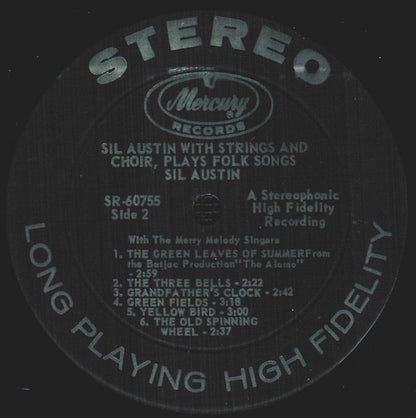 STEREO
Mercury
RECORDS
SIL AUSTIN WITH STRINGS AND
CHOIR, PLAYS FOLK SONGS
SIL AUSTIN
SR-60755
Side 2
A Stereophonic
High Fidelity
Recording
With The Merry Melody Singers
1. THE GREEN LEAVES OF SUMMERFrom
the Batjac Production"The Alamo"
- 2:59
2. THE THREE BELLS - 2:22
3. GRANDFATHER'S CLOCK - 2:42
4. GREEN FIELDS - 3:18
5. YELLOW BIRD - 3:00
6. THE OLD SPINNING
WHEEL - 2:37
LONG PLAYING HIGH FIDELITY